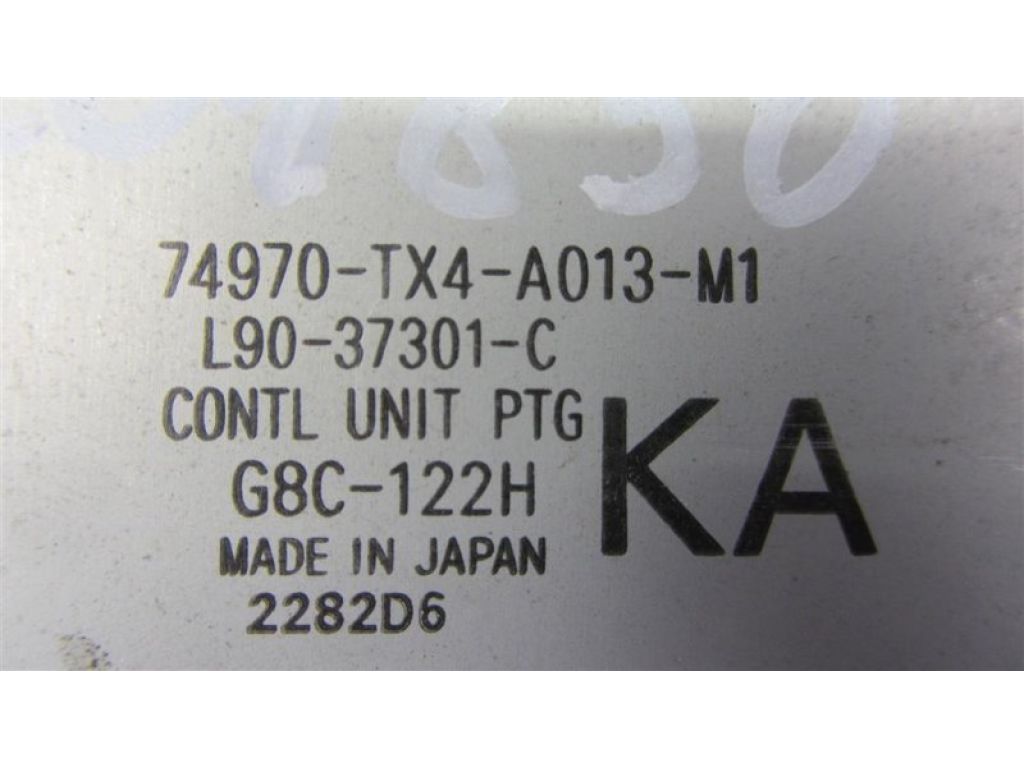 74970-TX4-A013-M1
L90-37301-C
CONTL UNIT PTG
KA
G8C-122H
MADE IN JAPAN
2282D6